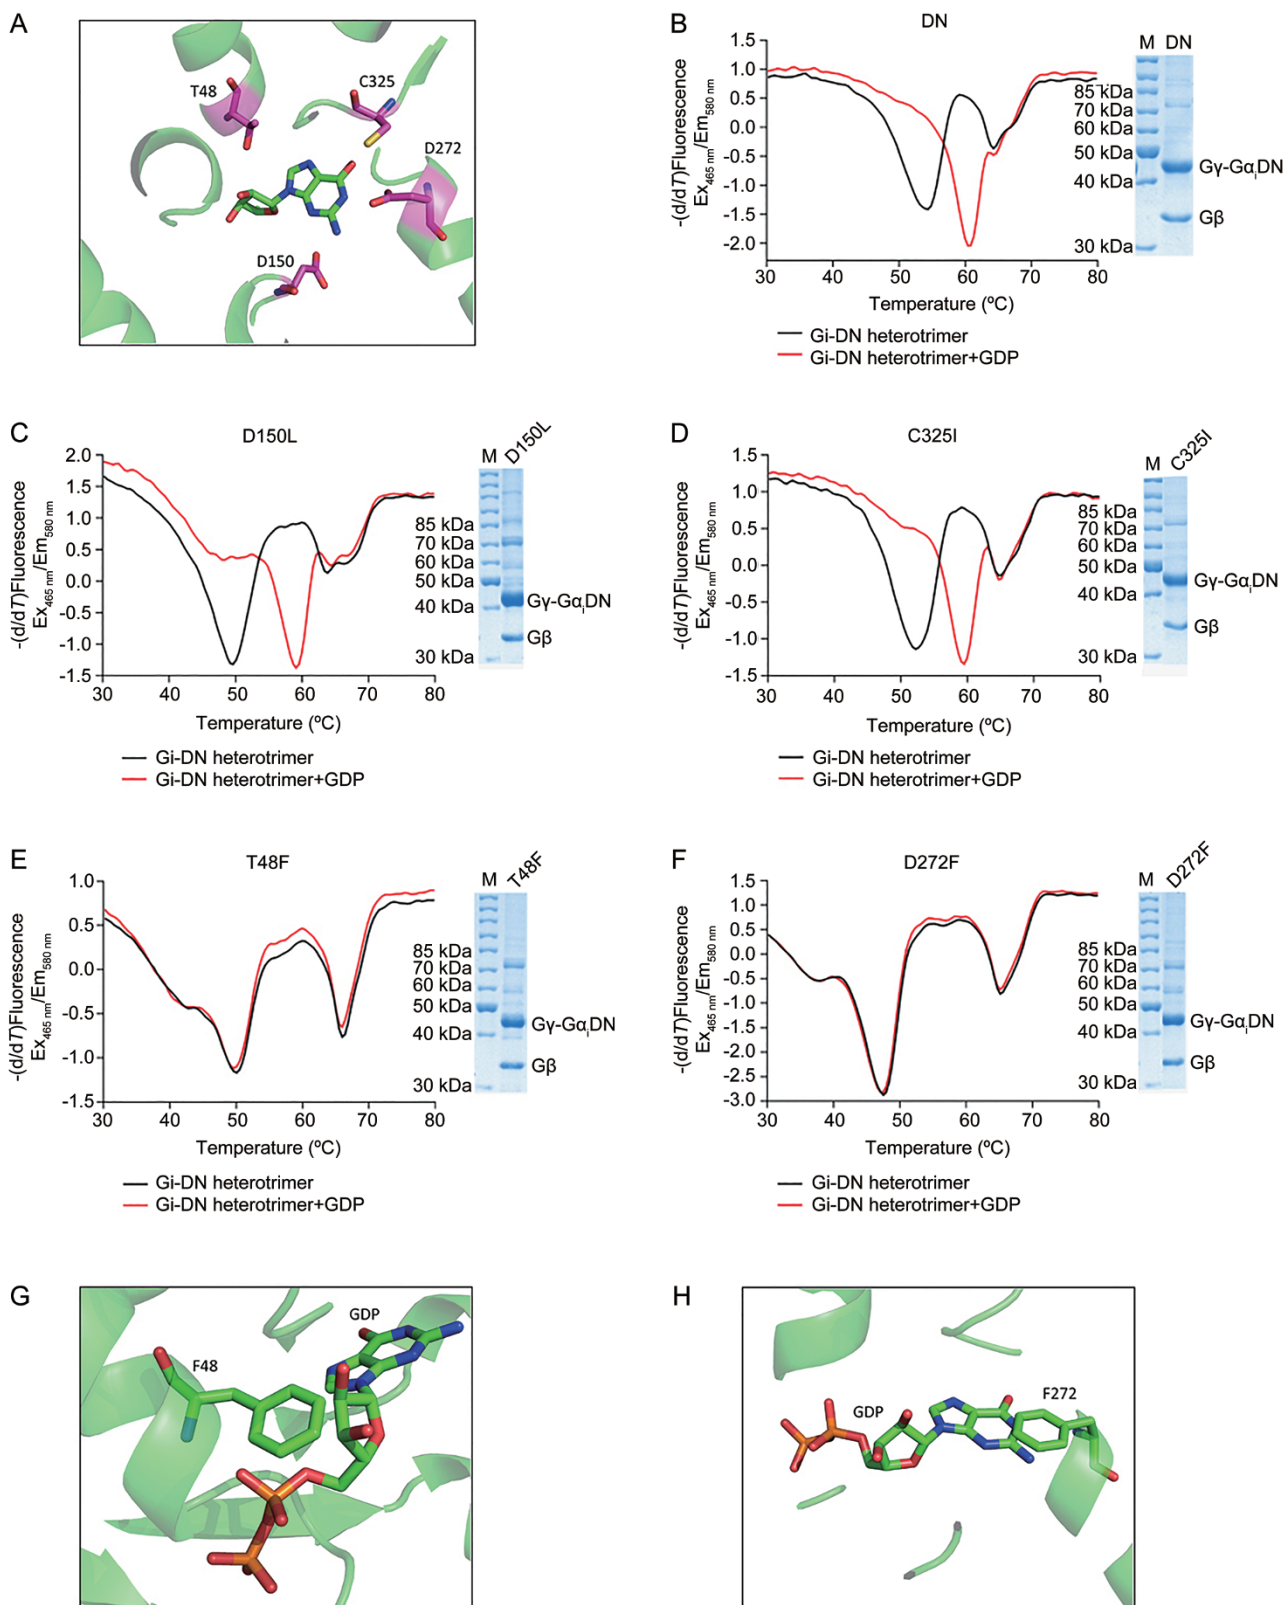 A
T48
C325
D272
D150
B
DN
-(d/dT)Fluorescence
Ex465 nm/Em580 nm
1.5
1.0
0.5
0.0
-0.5
-1.0
-1.5
-2.0
30 40 50 60 70 80
Temperature (ºC)
Gi-DN heterotrimer
Gi-DN heterotrimer+GDP
M DN
85 kDa
70 kDa
60 kDa
50 kDa
40 kDa
30 kDa
Gγ-GαiDN
Gβ
C
D150L
-(d/dT)Fluorescence
Ex465 nm/Em580 nm
2.0
1.5
1.0
0.5
0.0
-0.5
-1.0
-1.5
30 40 50 60 70 80
Temperature (ºC)
Gi-DN heterotrimer
Gi-DN heterotrimer+GDP
M D150L
85 kDa
70 kDa
60 kDa
50 kDa
40 kDa
30 kDa
Gγ-GαiDN
Gβ
D
C325I
-(d/dT)Fluorescence
Ex465 nm/Em580 nm
1.5
1.0
0.5
0.0
-0.5
-1.0
-1.5
30 40 50 60 70 80
Temperature (ºC)
Gi-DN heterotrimer
Gi-DN heterotrimer+GDP
M C325I
85 kDa
70 kDa
60 kDa
50 kDa
40 kDa
30 kDa
Gγ-GαiDN
Gβ
E
T48F
-(d/dT)Fluorescence
Ex465 nm/Em580 nm
1.0
0.5
0.0
-0.5
-1.0
-1.5
30 40 50 60 70 80
Temperature (ºC)
Gi-DN heterotrimer
Gi-DN heterotrimer+GDP
M T48F
85 kDa
70 kDa
60 kDa
50 kDa
40 kDa
30 kDa
Gγ-GαiDN
Gβ
F
D272F
-(d/dT)Fluorescence
Ex465 nm/Em580 nm
1.5
1.0
0.5
0.0
-0.5
-1.0
-1.5
-2.0
-2.5
-3.0
30 40 50 60 70 80
Temperature (ºC)
Gi-DN heterotrimer
Gi-DN heterotrimer+GDP
M D272F
85 kDa
70 kDa
60 kDa
50 kDa
40 kDa
30 kDa
Gγ-GαiDN
Gβ
G
GDP
F48
H
F272
GDP